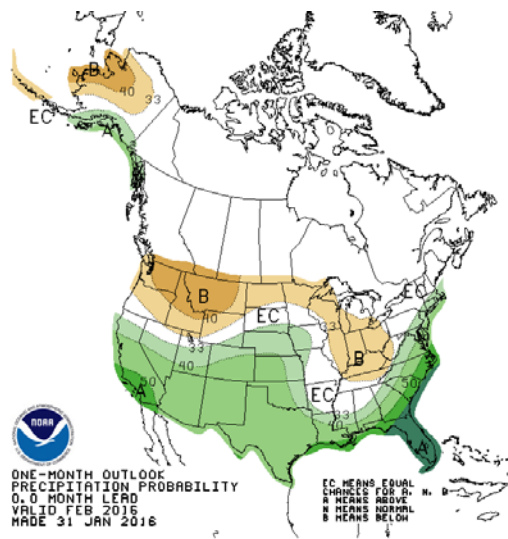 B
40
33
EC
A
B
40
EC
33
EC
33
40
B
50
A
EC
50
33
40
A
NOAA
ONE-MONTH OUTLOOK
PRECIPITATION PROBABILITY
0.0 MONTH LEAD
VALID FEB 2016
MADE 31 JAN 2016
EC MEANS EQUAL
CHANCES FOR A, N, B
A MEANS ABOVE
N MEANS NORMAL
B MEANS BELOW